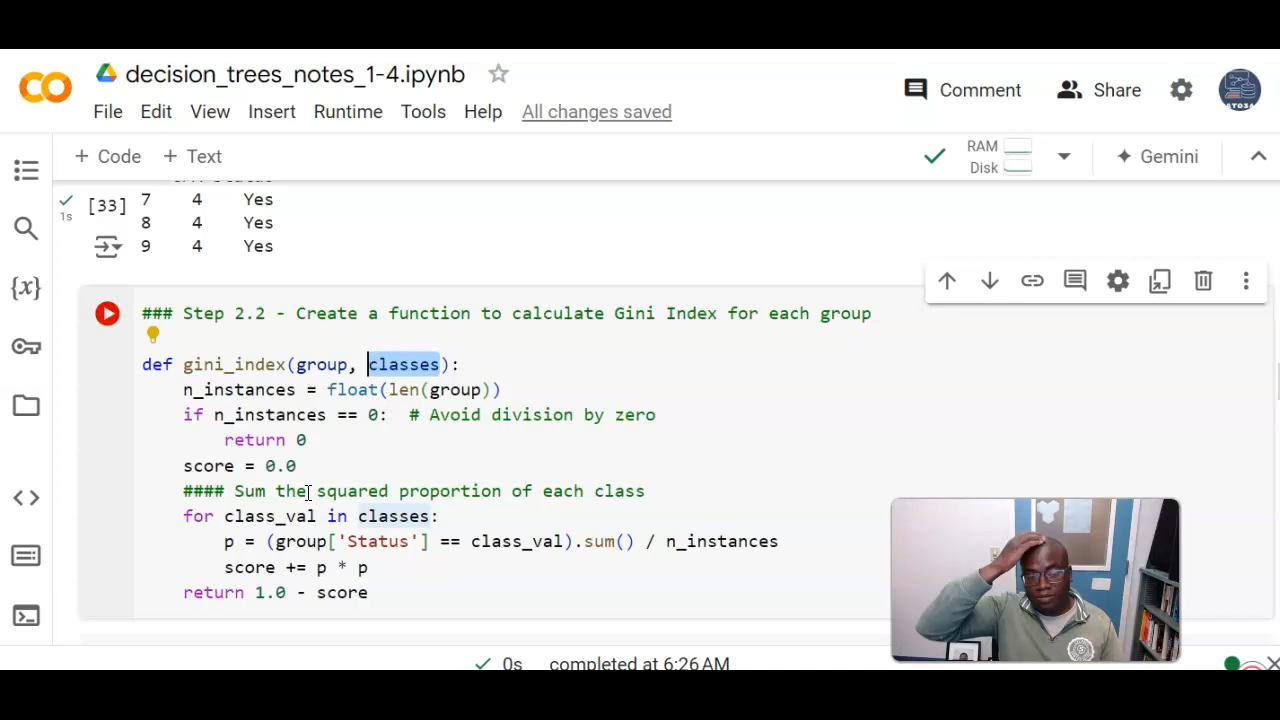 decision_trees_notes_1-4.ipynb
File Edit View Insert Runtime Tools Help All changes saved
Comment Share
+ Code + Text
RAM
Disk
Gemini
[33]
1s
7 4 Yes
8 4 Yes
9 4 Yes
{x}
### Step 2.2 - Create a function to calculate Gini Index for each group
def gini_index(group, classes):
n_instances = float(len(group))
if n_instances == 0: # Avoid division by zero
return 0
score = 0.0
#### Sum the squared proportion of each class
for class_val in classes:
p = (group['Status'] == class_val).sum() / n_instances
score += p * p
return 1.0 - score
0s completed at 6:26 AM